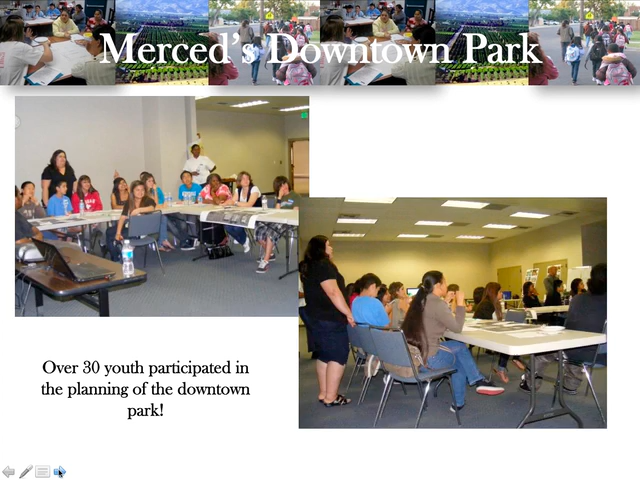 Merced's Downtown Park
Over 30 youth participated in
the planning of the downtown
park!